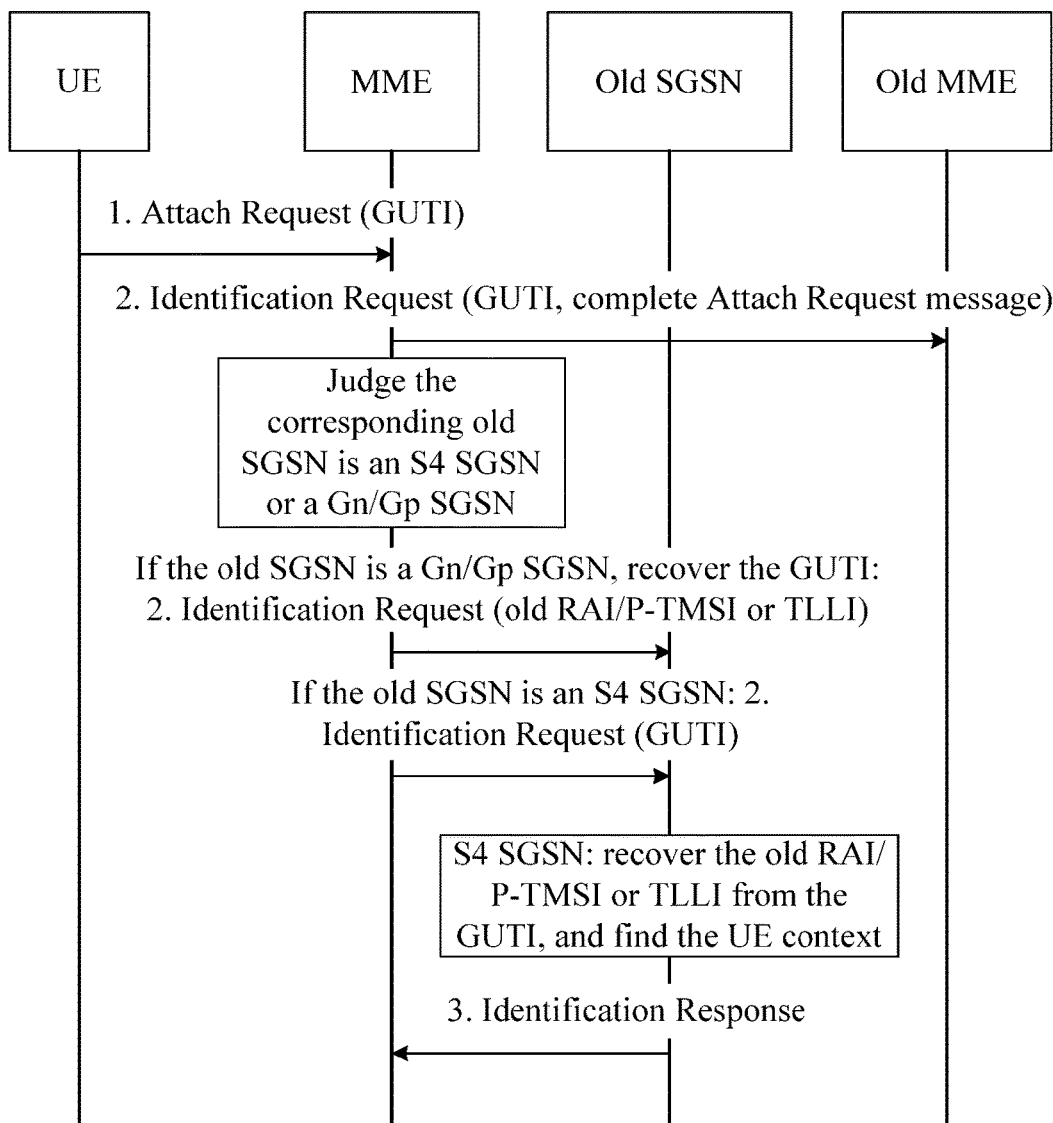 UE
MME
Old SGSN
Old MME
1. Attach Request (GUTI)
2. Identification Request (GUTI, complete Attach Request message)
Judge the
corresponding old
SGSN is an S4 SGSN
or a Gn/Gp SGSN
If the old SGSN is a Gn/Gp SGSN, recover the GUTI:
2. Identification Request (old RAI/P-TMSI or TLLI)
If the old SGSN is an S4 SGSN: 2.
Identification Request (GUTI)
S4 SGSN: recover the old RAI/
P-TMSI or TLLI from the
GUTI, and find the UE context
3. Identification Response